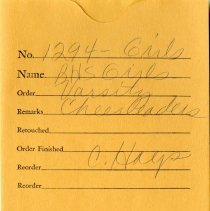 No. 1294 - Girls
Name BHS Girls
Order Varsity
Remarks Cheerleaders
Retouched
Order Finished
C. Hays
Reorder
Reorder